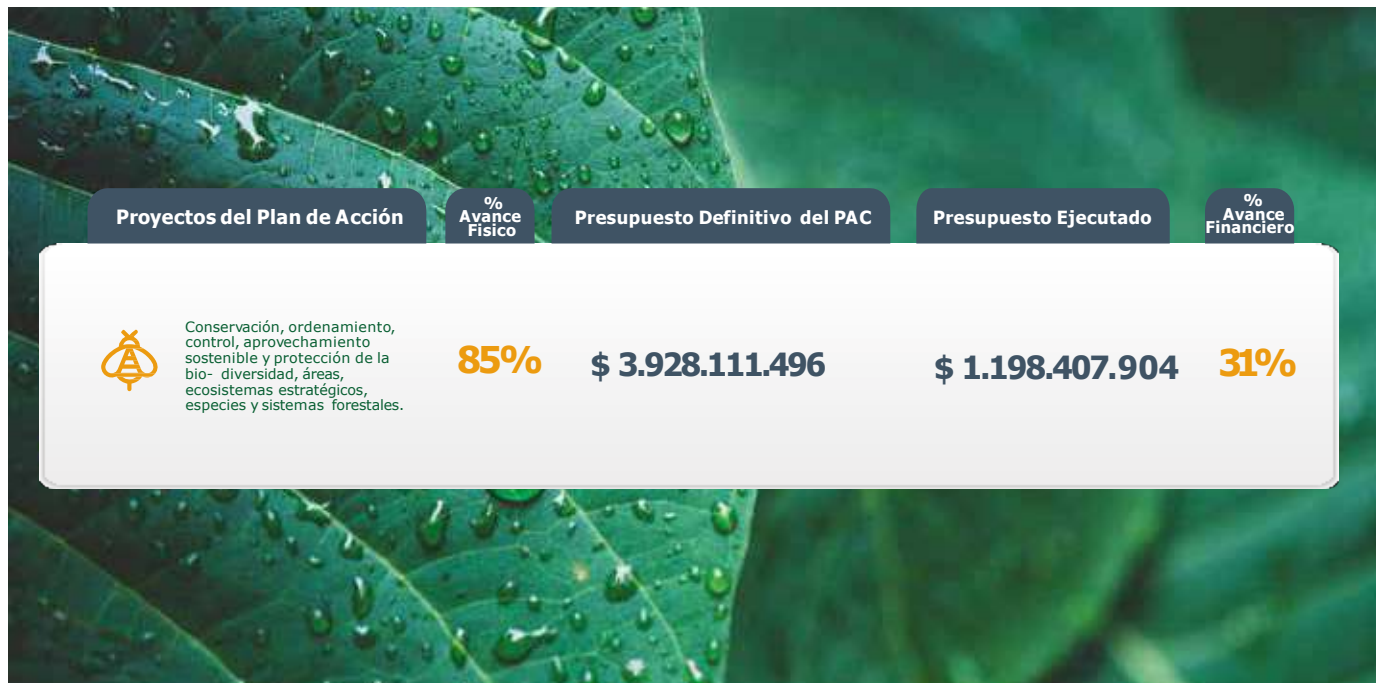 Proyectos del Plan de Acción
%
Avance
Fisico
Presupuesto Definitivo del PAC
Presupuesto Ejecutado
%
Avance
Financiero
Conservación, ordenamiento,
control, aprovechamiento
sostenible y protección de la
bio- diversidad, áreas,
ecosistemas estratégicos,
especies y sistemas forestales.
85%
$ 3.928.111.496
$ 1.198.407.904
31%